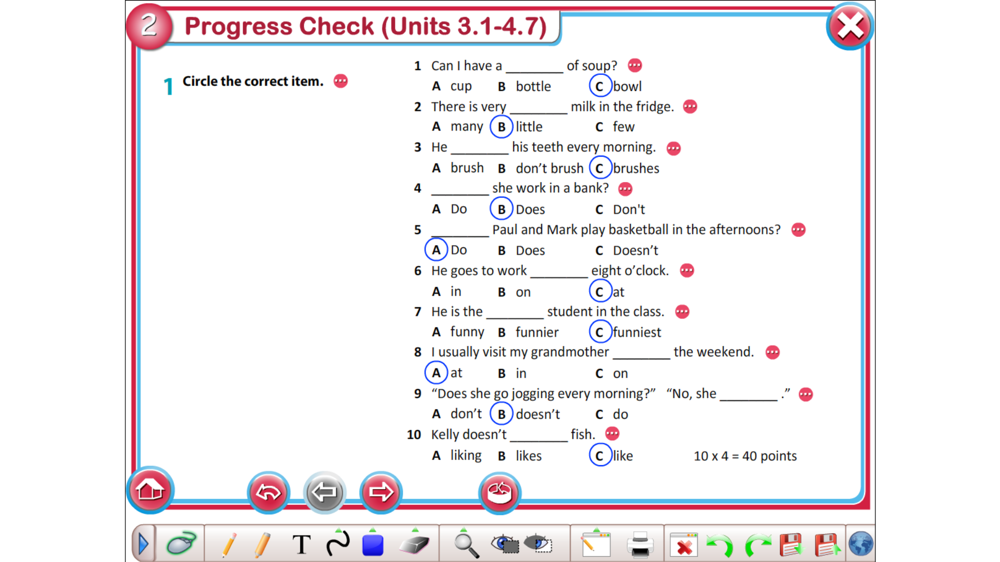 2 Progress Check (Units 3.1-4.7)
1 Circle the correct item.
1 Can I have a ________ of soup?
A cup B bottle C bowl
2 There is very ________ milk in the fridge.
A many B little C few
3 He ________ his teeth every morning.
A brush B don’t brush C brushes
4 ________ she work in a bank?
A Do B Does C Don't
5 ________ Paul and Mark play basketball in the afternoons?
A Do B Does C Doesn’t
6 He goes to work ________ eight o’clock.
A in B on C at
7 He is the ________ student in the class.
A funny B funnier C funniest
8 I usually visit my grandmother ________ the weekend.
A at B in C on
9 “Does she go jogging every morning?” “No, she ________ .”
A don’t B doesn’t C do
10 Kelly doesn’t ________ fish.
A liking B likes C like 10 x 4 = 40 points
T